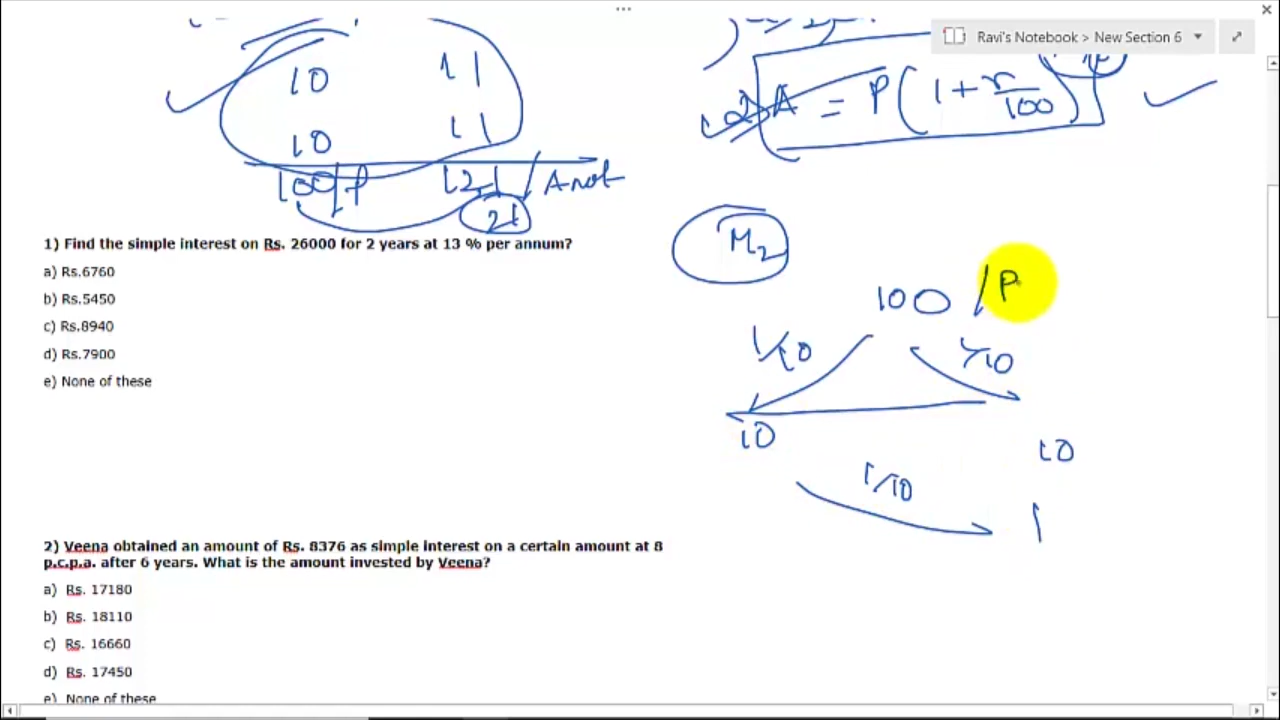 Ravi's Notebook > New Section 6
10 11
10 11
100/P 121/Amt
21
2) A = P(1 + r/100)
1) Find the simple interest on Rs. 26000 for 2 years at 13 % per annum?
a) Rs.6760
b) Rs.5450
c) Rs.8940
d) Rs.7900
e) None of these
M2
100 / P
1/10 1/10
10 10
1/10
1
2) Veena obtained an amount of Rs. 8376 as simple interest on a certain amount at 8
p.c.p.a. after 6 years. What is the amount invested by Veena?
a) Rs. 17180
b) Rs. 18110
c) Rs. 16660
d) Rs. 17450
e) None of these